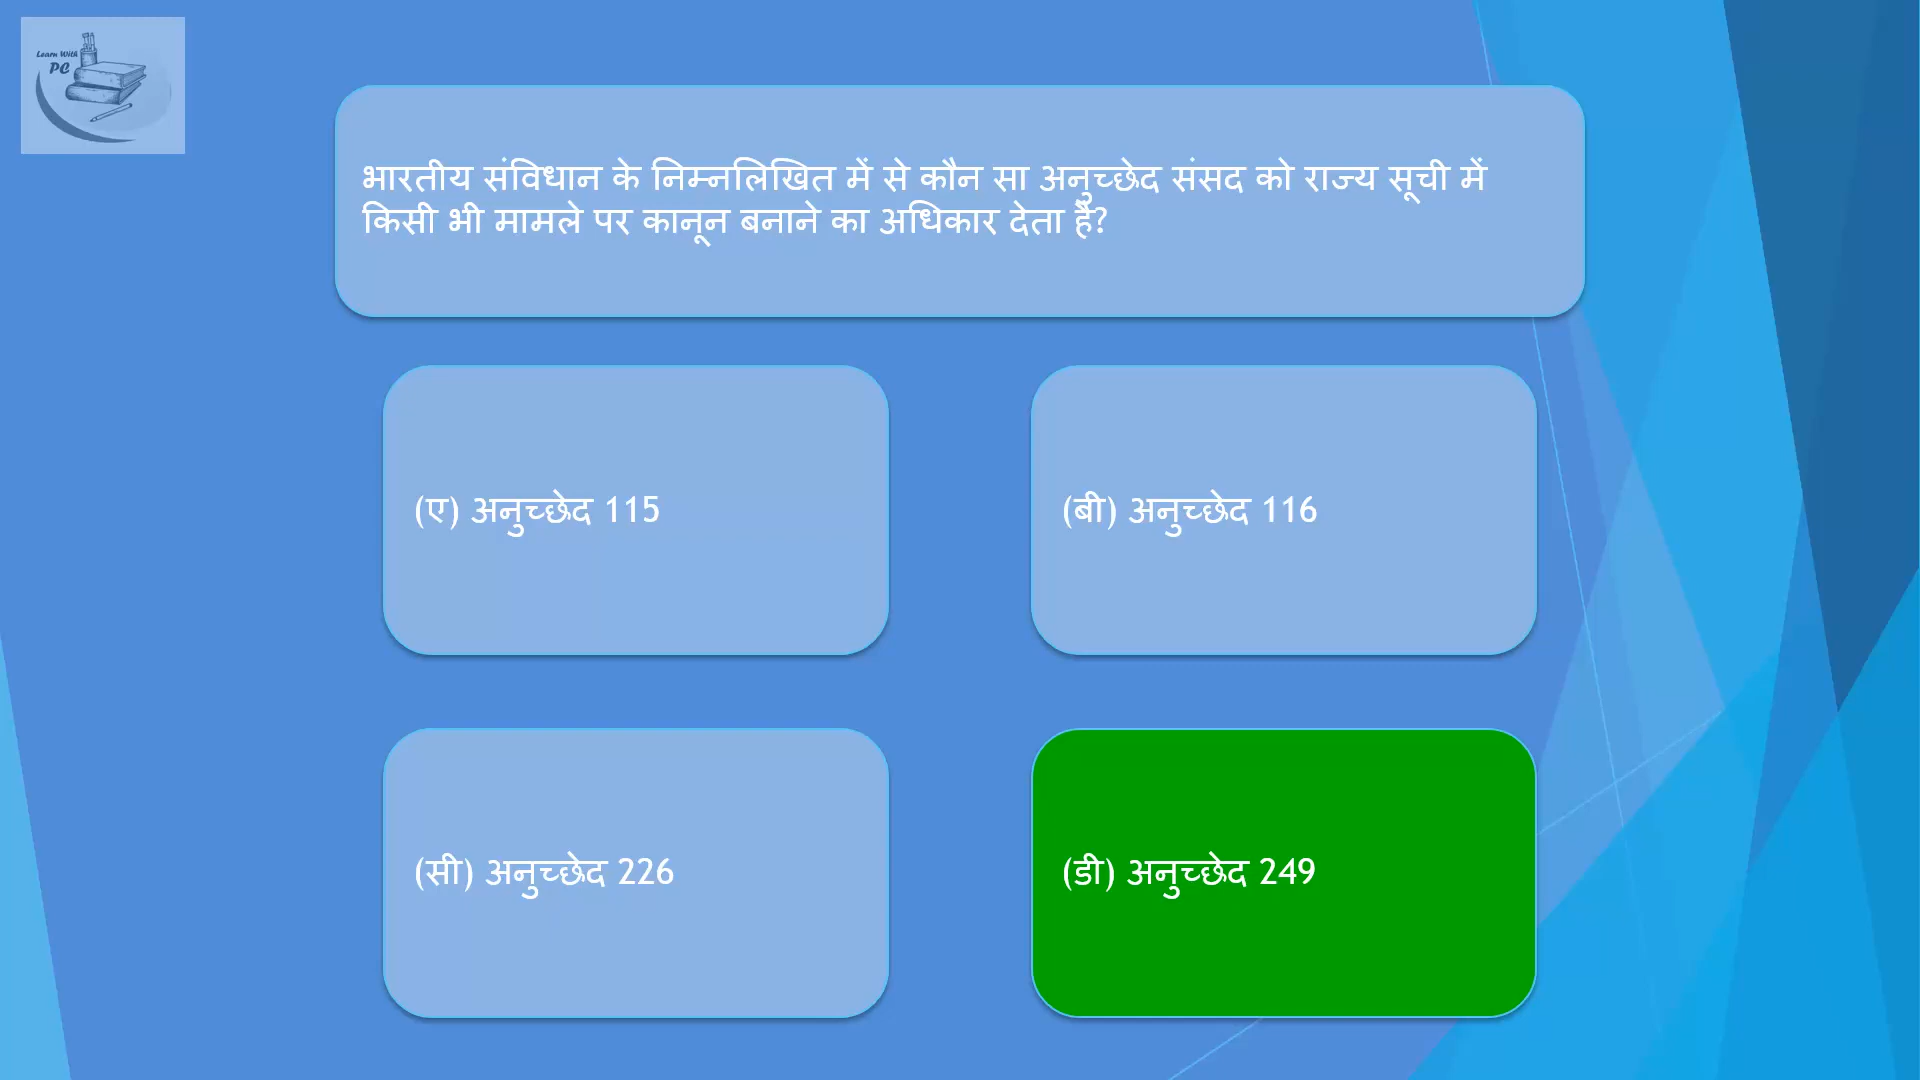 Learn With
PC
भारतीय संविधान के निम्नलिखित में से कौन सा अनुच्छेद संसद को राज्य सूची में
किसी भी मामले पर कानून बनाने का अधिकार देता है?
(ए) अनुच्छेद 115
(बी) अनुच्छेद 116
(सी) अनुच्छेद 226
(डी) अनुच्छेद 249